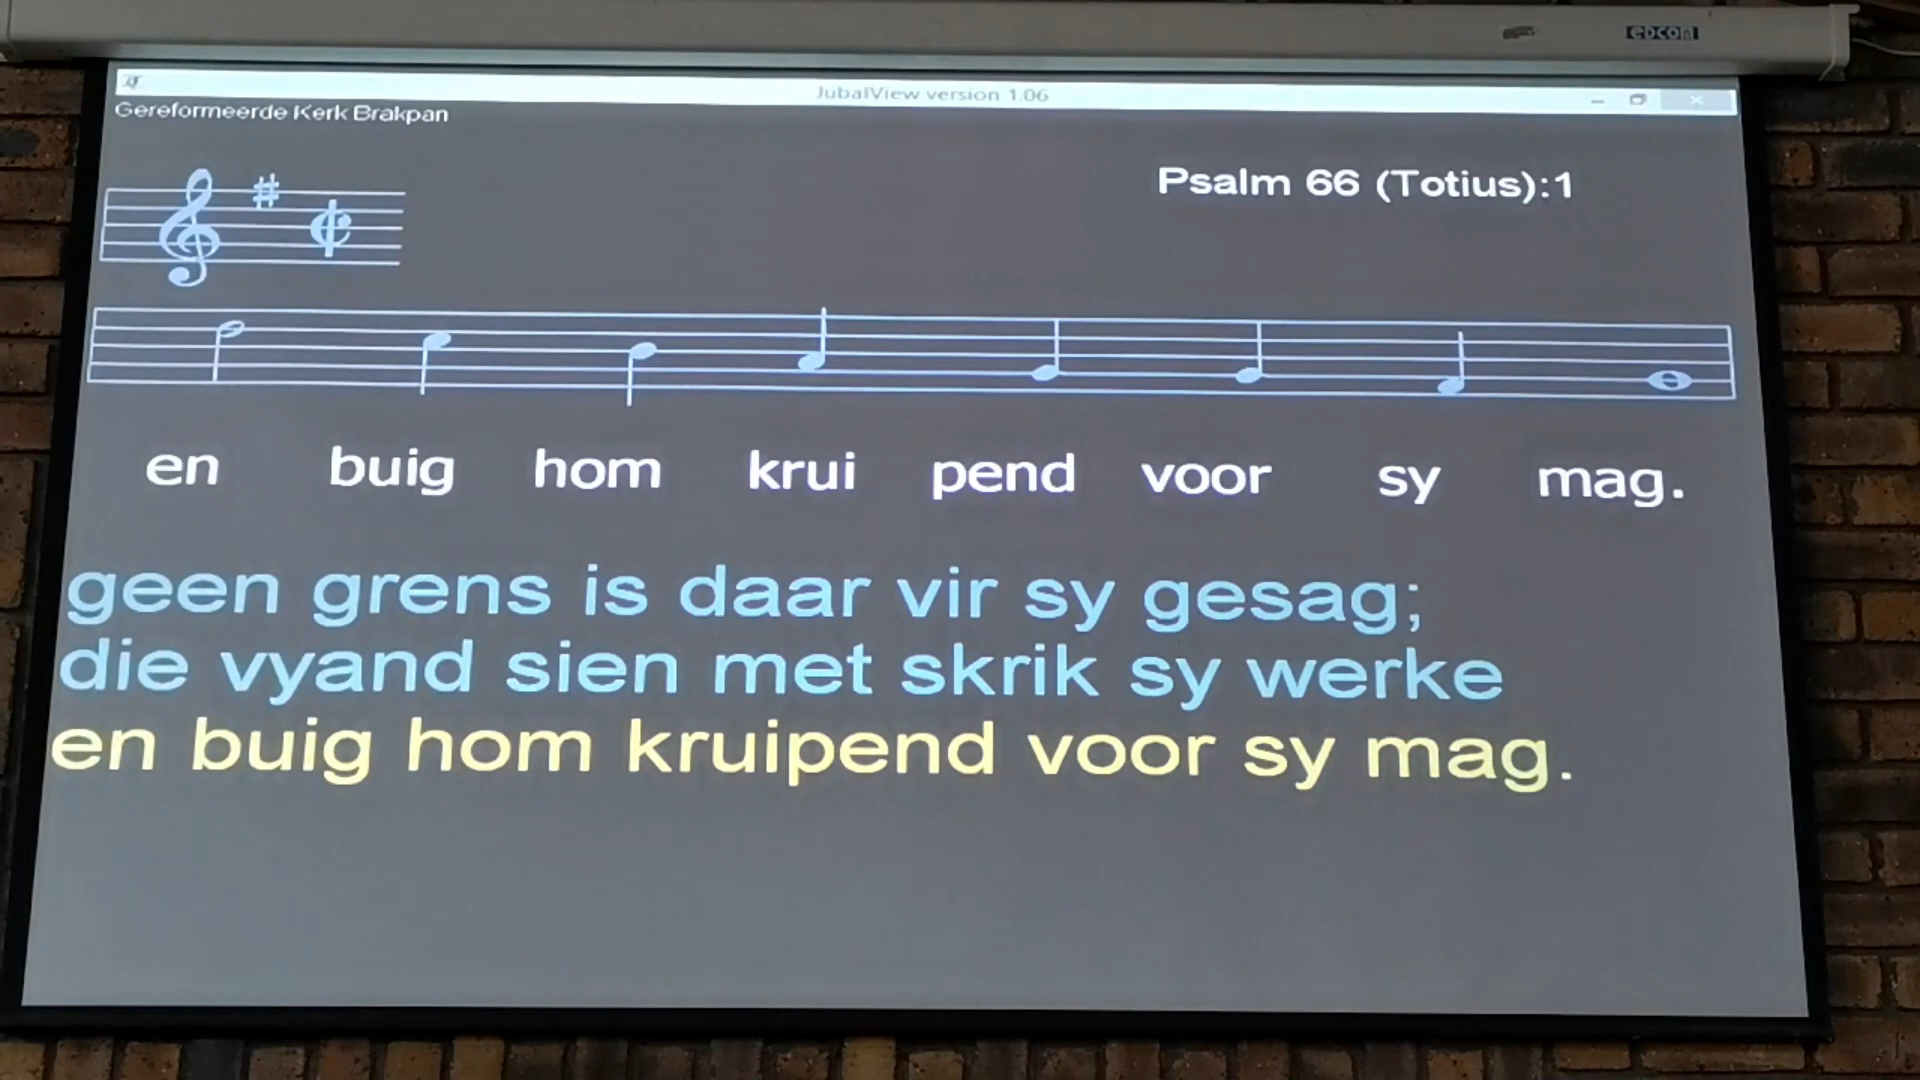 edcom
JubalView version 1.06
Gereformeerde Kerk Brakpan
Psalm 66 (Totius):1
en buig hom krui pend voor sy mag.
geen grens is daar vir sy gesag;
die vyand sien met skrik sy werke
en buig hom kruipend voor sy mag.